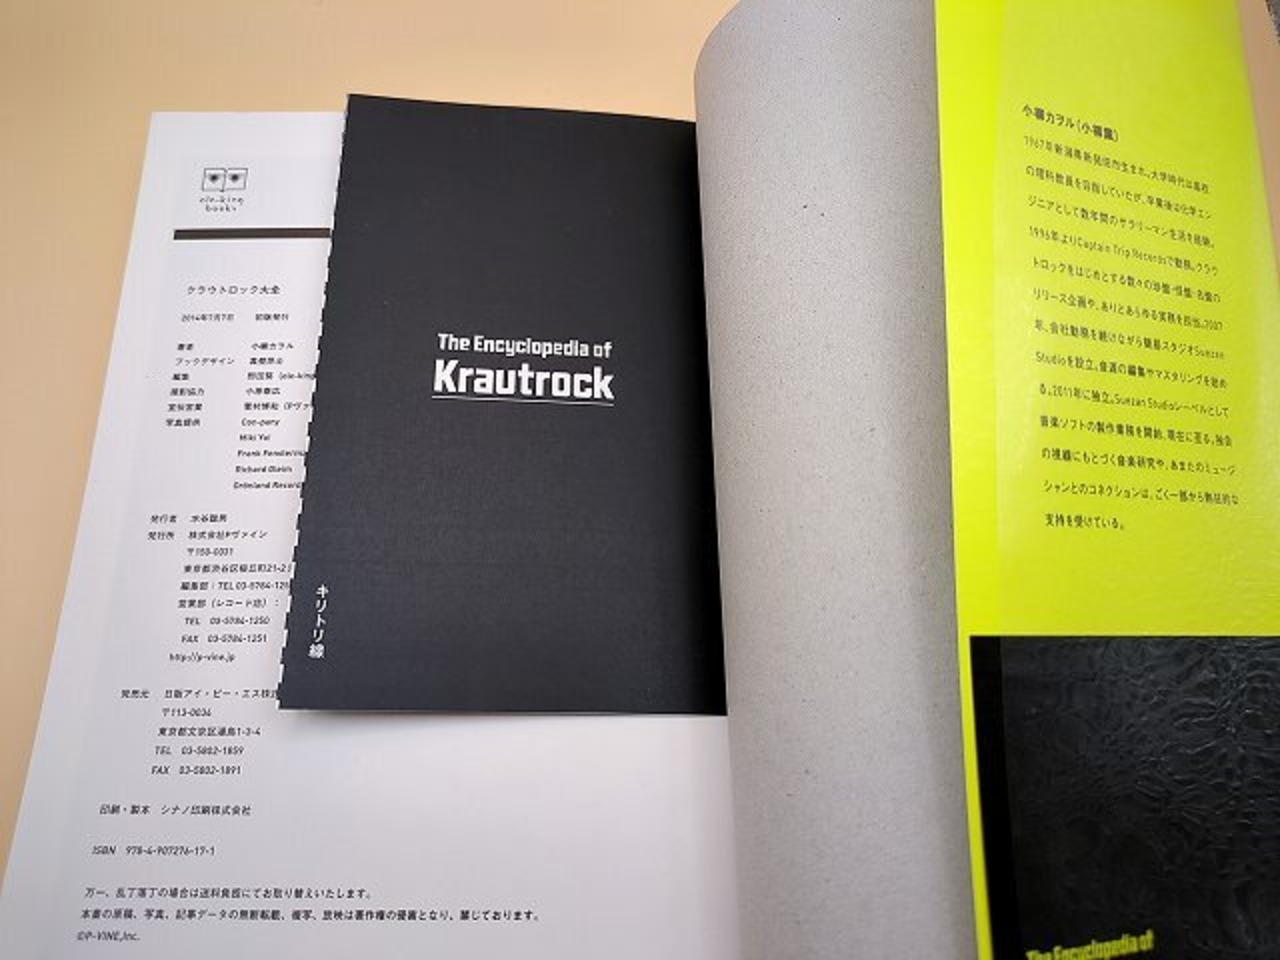 ele-king
books
クラウトロック大全
2014年7月7日 初版発行
著者 小柳カヲル
ブックデザイン
編集 野田努 (ele-king
撮影協力
宣伝営業
写真提供 Con-pany
Miki Yui
Richard Gleim
Grönland Record
発行者 水谷聡男
発行所 株式会社Pヴァイン
〒150-0031
東京都渋谷区桜丘町21-2
編集部:TEL 03-5784-125
営業部(レコード店):
TEL 03-5784-1250
FAX 03-5784-1251
http://p-vine.jp
発売元 日販アイ・ピー・エス株式
〒113-0034
東京都文京区湯島1-3-4
TEL 03-5802-1859
FAX 03-5802-1891
印刷・製本 シナノ印刷株式会社
ISBN 978-4-907276-17-1
万一、乱丁落丁の場合は送料負担にてお取り替えいたします。
本書の原稿、写真、記事データの無断転載、複写、放映は著作権の侵害となり、禁じております。
©P-VINE,Inc.
The Encyclopedia of
Krautrock
キリトリ線
小柳カヲル(小柳薫)
1967年新潟県新発田市生まれ。大学時代は高校
の理科教員を目指していたが、卒業後は化学エン
ジニアとして数年間のサラリーマン生活を経験。
1996年よりCaptain Trip Recordsで勤務。クラウ
トロックをはじめとする数々の珍盤・怪盤・名盤の
リリース企画や、ありとあらゆる実務を担当。2007
年、会社勤務を続けながら簡易スタジオSuezan
Studioを設立。音源の編集やマスタリングを始め
る。2011年に独立。Suezan Studioレーベルとして
音楽ソフトの製作業務を開始、現在に至る。独自
の視線にもとづく音楽研究や、あまたのミュージ
シャンとのコネクションは、ごく一部から熱狂的な
支持を受けている。
The Encyclopedia of